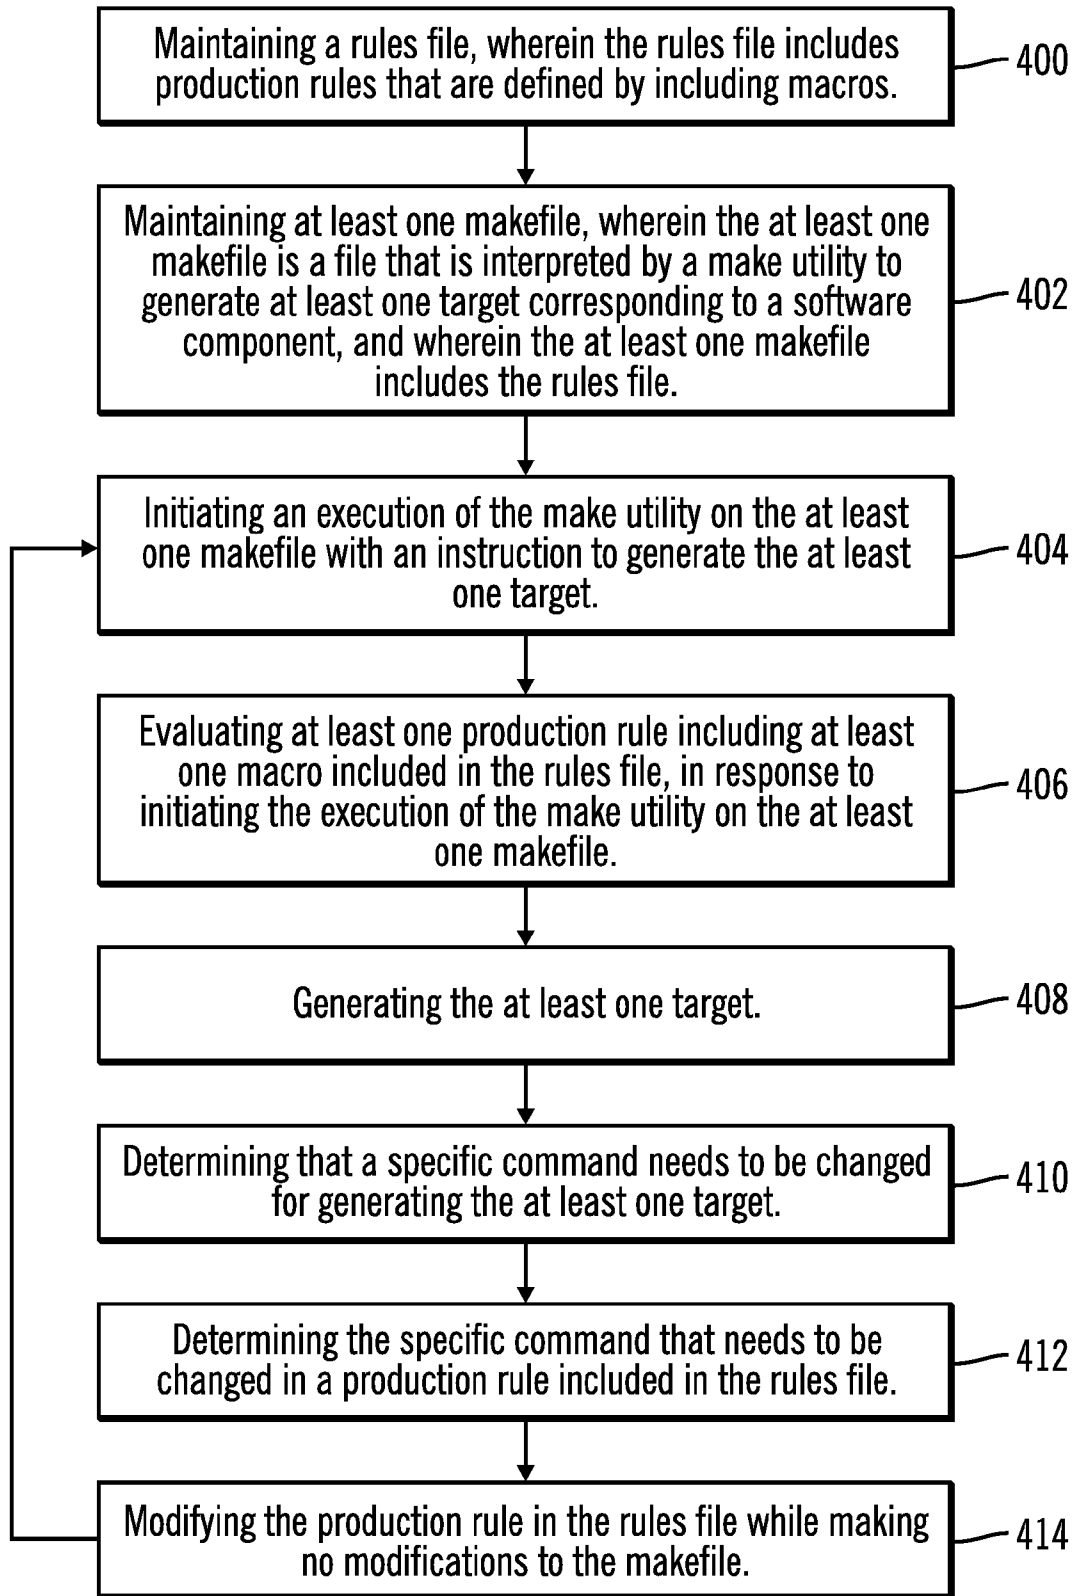 Maintaining a rules file, wherein the rules file includes
production rules that are defined by including macros.
400
Maintaining at least one makefile, wherein the at least one
makefile is a file that is interpreted by a make utility to
generate at least one target corresponding to a software
component, and wherein the at least one makefile
includes the rules file.
402
Initiating an execution of the make utility on the at least
one makefile with an instruction to generate the at least
one target.
404
Evaluating at least one production rule including at least
one macro included in the rules file, in response to
initiating the execution of the make utility on the at least
one makefile.
406
Generating the at least one target.
408
Determining that a specific command needs to be changed
for generating the at least one target.
410
Determining the specific command that needs to be
changed in a production rule included in the rules file.
412
Modifying the production rule in the rules file while making
no modifications to the makefile.
414